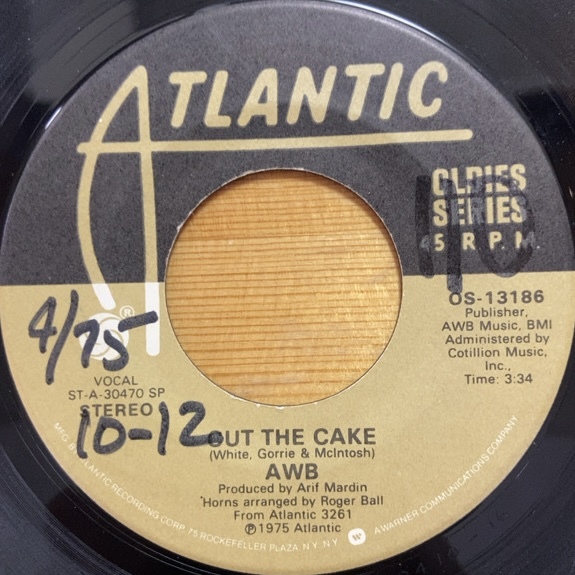 ATLANTIC
OLDIES
SERIES
45 R.P.M.
4/75
®
OS-13186
Publisher,
AWB Music, BMI
Administered by
Cotillion Music,
Inc.,
Time: 3:34
VOCAL
ST-A-30470 SP
STEREO
10-12
CUT THE CAKE
(White, Gorrie & McIntosh)
AWB
Produced by Arif Mardin
Horns arranged by Roger Ball
From Atlantic 3261
℗1975 Atlantic
MFG. BY ATLANTIC RECORDING CORP. 75 ROCKEFELLER PLAZA N.Y. N.Y. W A WARNER COMMUNICATIONS COMPANY